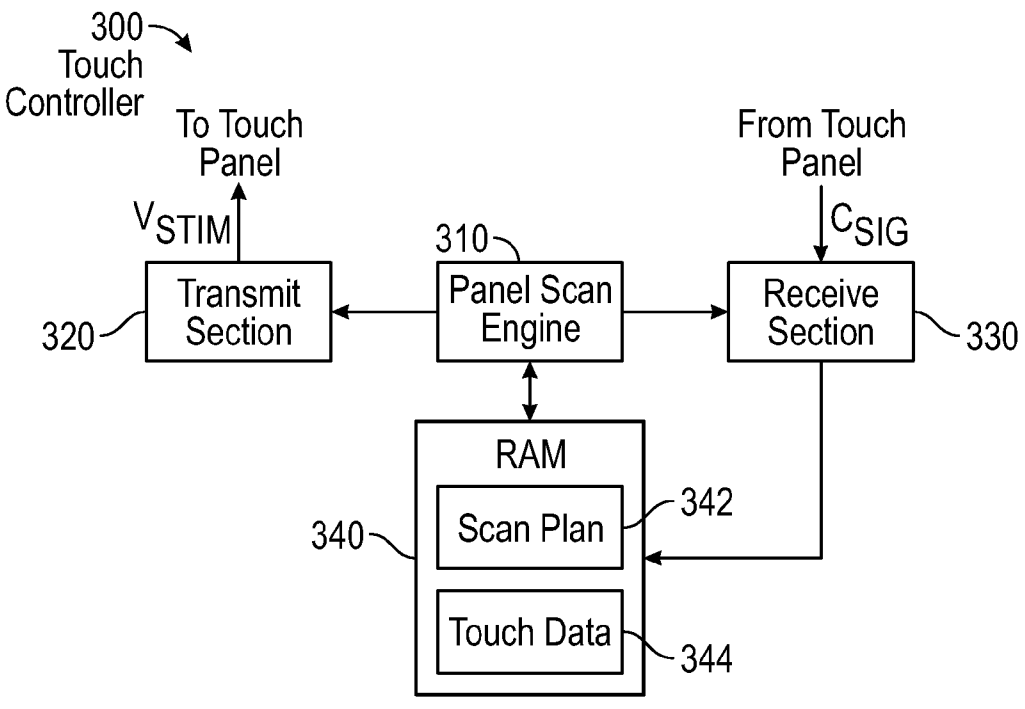 300
Touch
Controller
To Touch
Panel
From Touch
Panel
VSTIM
CSIG
310
Transmit
Section
Panel Scan
Engine
Receive
Section
320
330
RAM
Scan Plan
342
340
Touch Data
344